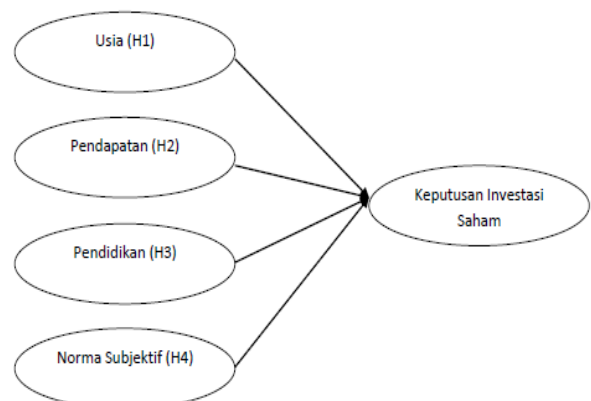 Usia (H1)
Pendapatan (H2)
Pendidikan (H3)
Norma Subjektif (H4)
Keputusan Investasi
Saham